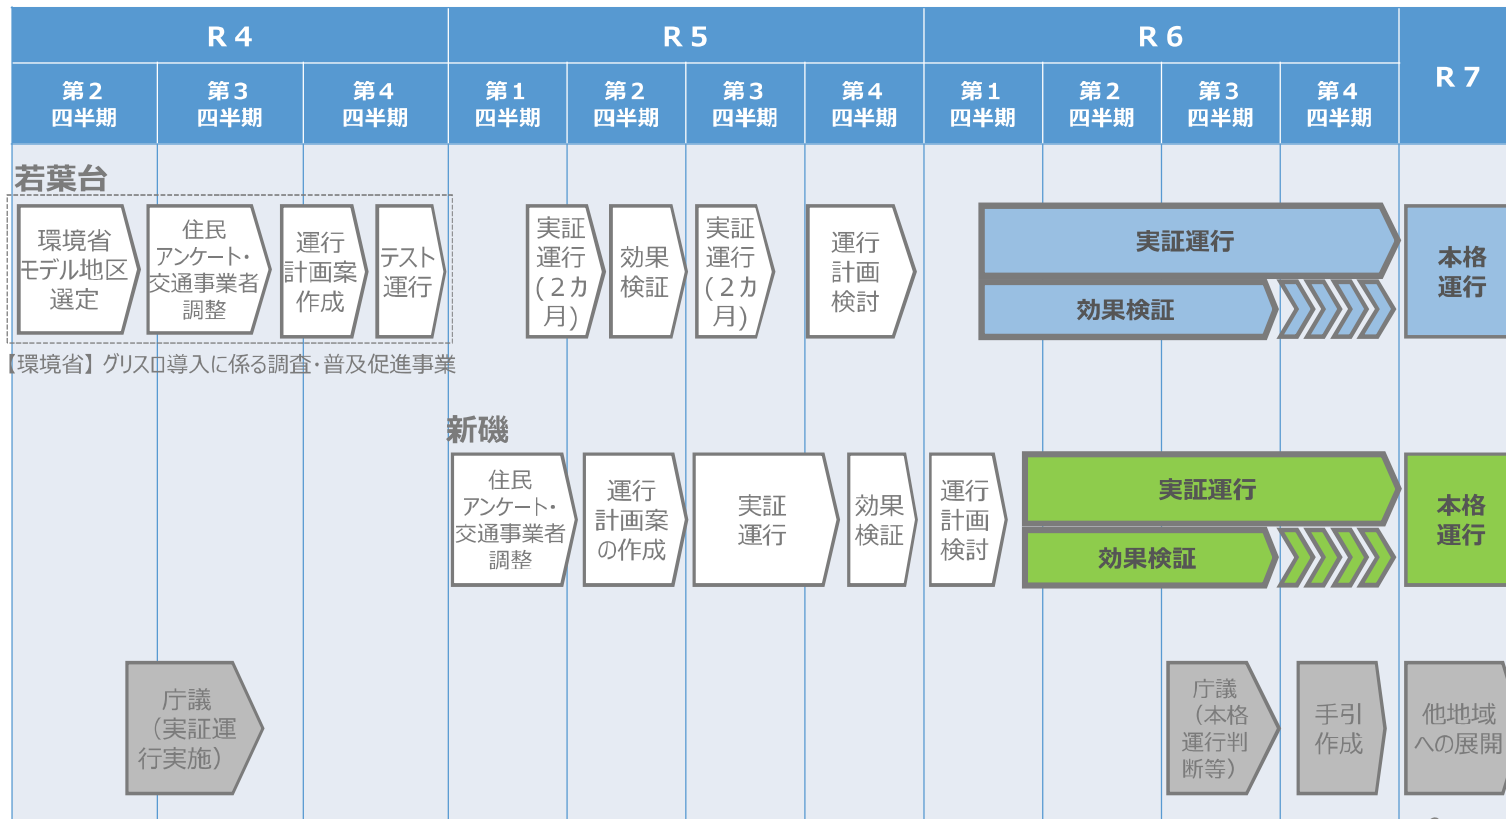 R 4
R 5
R 6
R 7
第2
四半期
第3
四半期
第4
四半期
第1
四半期
第2
四半期
第3
四半期
第4
四半期
第1
四半期
第2
四半期
第3
四半期
第4
四半期
若葉台
環境省
モデル地区
選定
住民
アンケート・
交通事業者
調整
運行
計画案
作成
テスト
運行
実証
運行
(2カ
月)
効果
検証
実証
運行
(2カ
月)
運行
計画
検討
実証運行
効果検証
本格
運行
【環境省】グリスロ導入に係る調査・普及促進事業
新磯
住民
アンケート・
交通事業者
調整
運行
計画案
の作成
実証
運行
効果
検証
運行
計画
検討
実証運行
効果検証
本格
運行
庁議
(実証運
行実施)
庁議
(本格
運行判
断等)
手引
作成
他地域
への展開